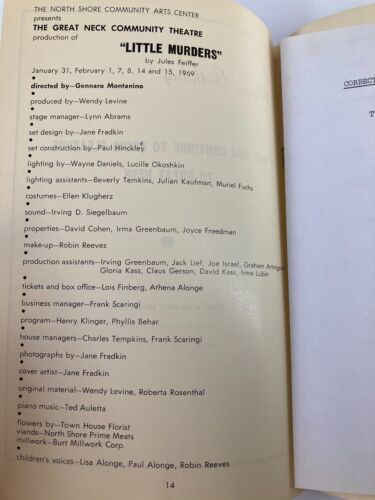 THE NORTH SHORE COMMUNITY ARTS CENTER
presents
THE GREAT NECK COMMUNITY THEATRE
production of
"LITTLE MURDERS"
by Jules Feiffer
January 31, February 1, 7, 8, 14 and 15, 1969
directed by—Gennaro Montanino
produced by—Wendy Levine
stage manager—Lynn Abrams
set design by—Jane Fradkin
set construction by—Paul Hinckley
lighting by—Wayne Daniels, Lucille Okoshkin
lighting assistants—Beverly Temkins, Julian Kaufman, Muriel Fuchs
costumes—Ellen Klugherz
sound—Irving D. Siegelbaum
properties—David Cohen, Irma Greenbaum, Joyce Freedman
make-up—Robin Reeves
production assistants—Irving Greenbaum, Jack Lief, Joe Israel, Graham
Gloria Kass, Claus Gerson, David Kass, Irma Lubin
tickets and box office—Lois Finberg, Athena Alonge
business manager—Frank Scaringi
program—Henry Klinger, Phyllis Behar
house managers—Charles Tempkins, Frank Scaringi
photographs by—Jane Fradkin
cover artist—Jane Fradkin
original material—Wendy Levine, Roberta Rosenthal
piano music—Ted Auletta
flowers by—Town House Florist
viands—North Shore Prime Meats
millwork—Burt Millwork Corp.
children's voices—Lisa Alonge, Paul Alonge, Robin Reeves
14
CORRECT
T